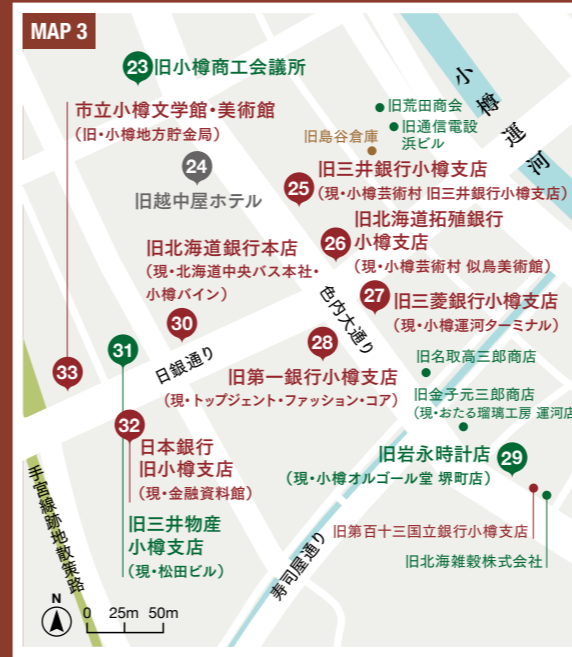 MAP 3
23 旧小樽商工会議所
小樽運河
市立小樽文学館・美術館
(旧・小樽地方貯金局)
旧荒田商会
旧通信電設
浜ビル
旧島谷倉庫
24
旧越中屋ホテル
25 旧三井銀行小樽支店
(現・小樽芸術村 旧三井銀行小樽支店)
26 旧北海道拓殖銀行
小樽支店
(現・小樽芸術村 似鳥美術館)
旧北海道銀行本店
(現・北海道中央バス本社・
小樽バイン)
色内大通り
27 旧三菱銀行小樽支店
(現・小樽運河ターミナル)
30
31
日銀通り
28
旧第一銀行小樽支店
(現・トップジェント・ファッション・コア)
旧名取高三郎商店
33
旧金子元三郎商店
(現・おたる瑠璃工房 運河店
32
日本銀行
旧小樽支店
(現・金融資料館)
旧岩永時計店 29
(現・小樽オルゴール堂 堺町店)
手宮線跡地散策路
旧三井物産
小樽支店
(現・松田ビル)
旧第百十三国立銀行小樽支店
旧北海雑穀株式会社
寿司屋通り
N
0 25m 50m